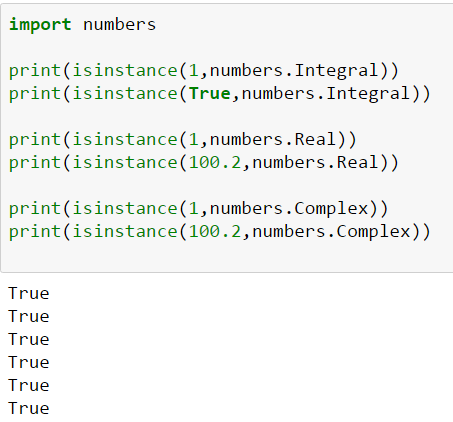 import numbers
print(isinstance(1,numbers.Integral))
print(isinstance(True,numbers.Integral))
print(isinstance(1,numbers.Real))
print(isinstance(100.2,numbers.Real))
print(isinstance(1,numbers.Complex))
print(isinstance(100.2,numbers.Complex))
True
True
True
True
True
True